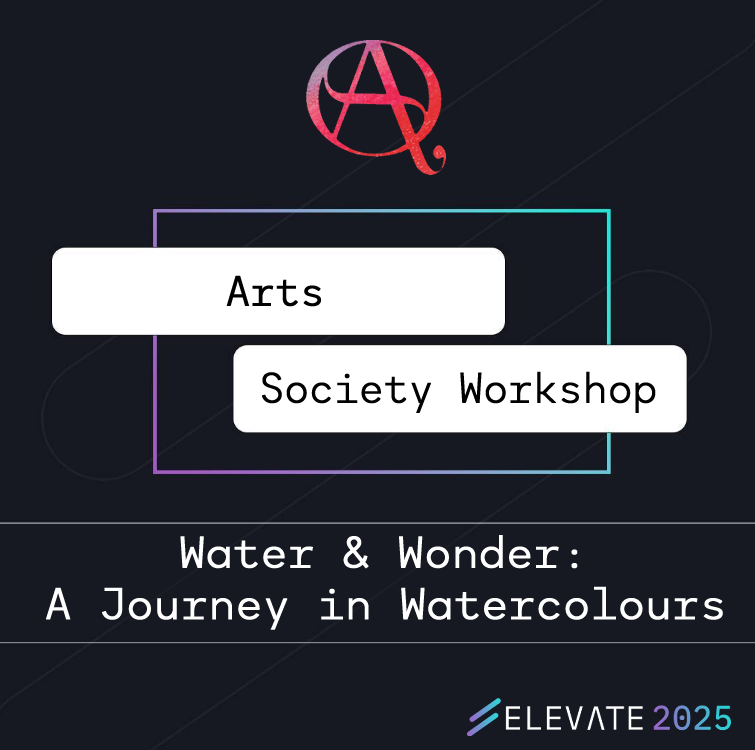 Arts
Society Workshop
Water & Wonder:
A Journey in Watercolours
ELEVATE 2025